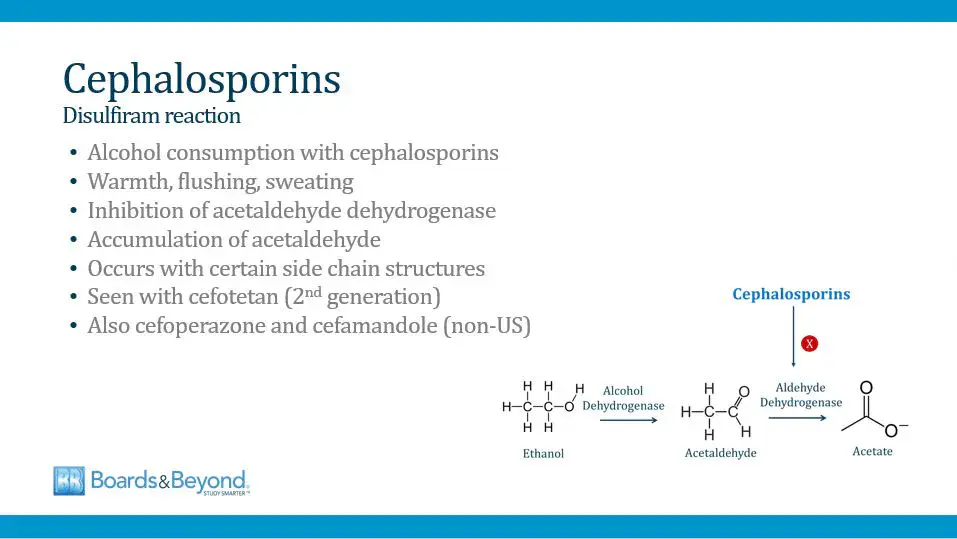 Cephalosporins
Disulfiram reaction
• Alcohol consumption with cephalosporins
• Warmth, flushing, sweating
• Inhibition of acetaldehyde dehydrogenase
• Accumulation of acetaldehyde
• Occurs with certain side chain structures
• Seen with cefotetan (2nd generation)
• Also cefoperazone and cefamandole (non-US)
Cephalosporins
X
Alcohol
Dehydrogenase
Aldehyde
Dehydrogenase
H H H
H C C O
H H
H O
H C C
H H
O
O–
Ethanol
Acetaldehyde
Acetate
BB Boards&Beyond.
STUDY SMARTER™